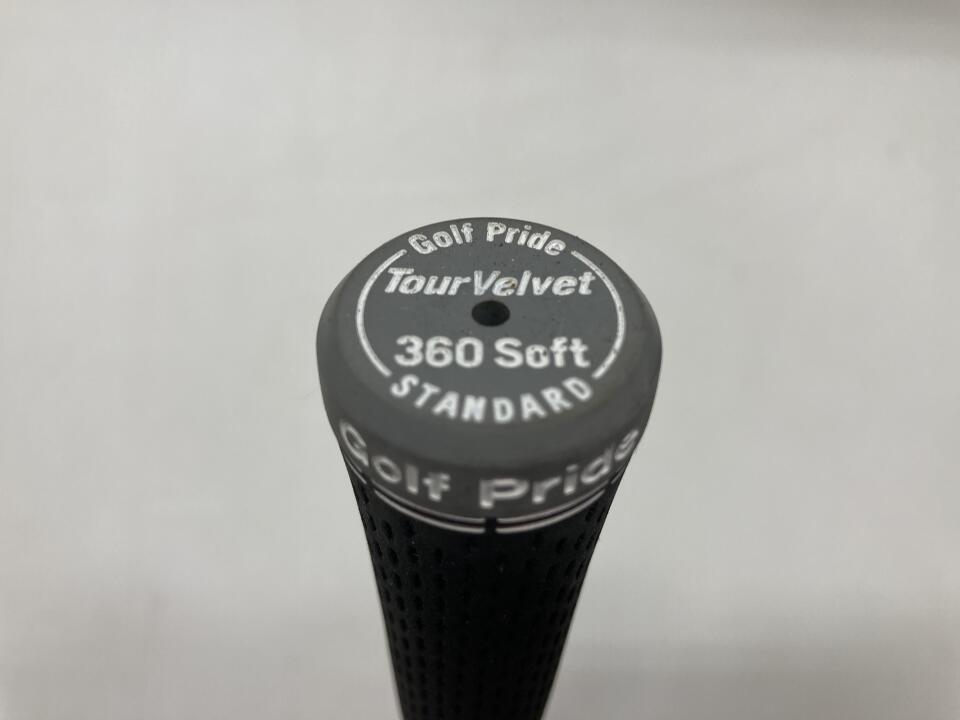 Golf Pride
TourVelvet
360 Soft
STANDARD
Golf Pride